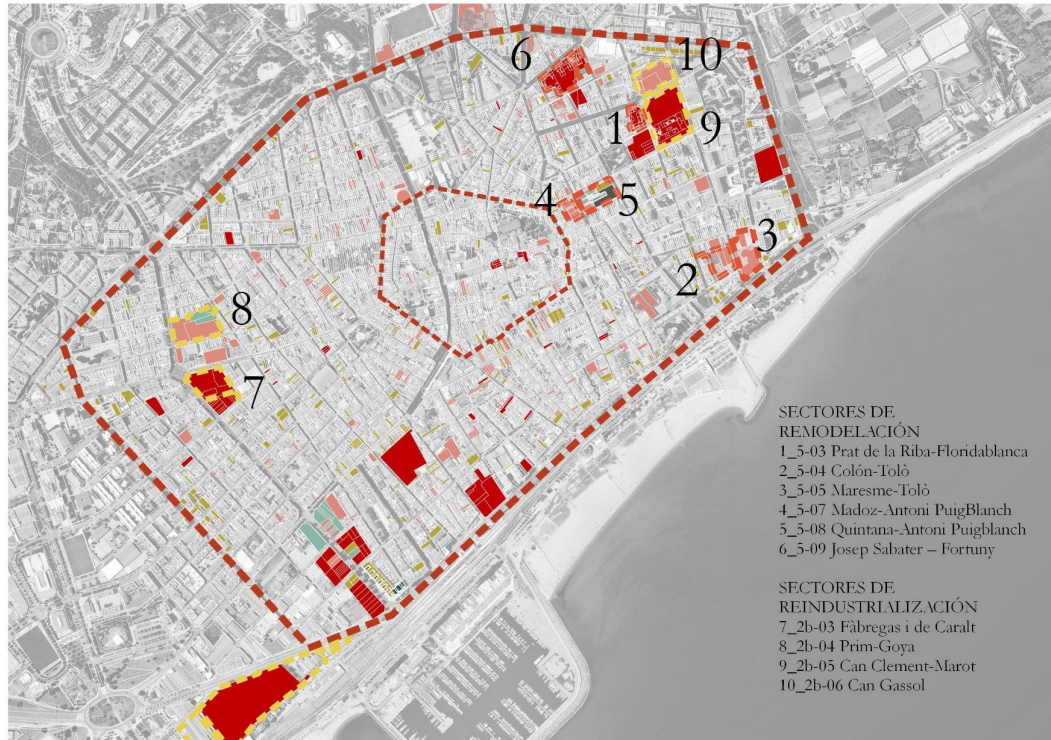 6
10
1
9
4
5
3
2
8
7
SECTORES DE
REMODELACIÓN
1_5-03 Prat de la Riba-Floridablanca
2_5-04 Colón-Tolò
3_5-05 Maresme-Tolò
4_5-07 Madoz-Antoni PuigBlanch
5_5-08 Quintana-Antoni Puigblanch
6_5-09 Josep Sabater – Fortuny
SECTORES DE
REINDUSTRIALIZACIÓN
7_2b-03 Fàbregas i de Caralt
8_2b-04 Prim-Goya
9_2b-05 Can Clement-Marot
10_2b-06 Can Gassol